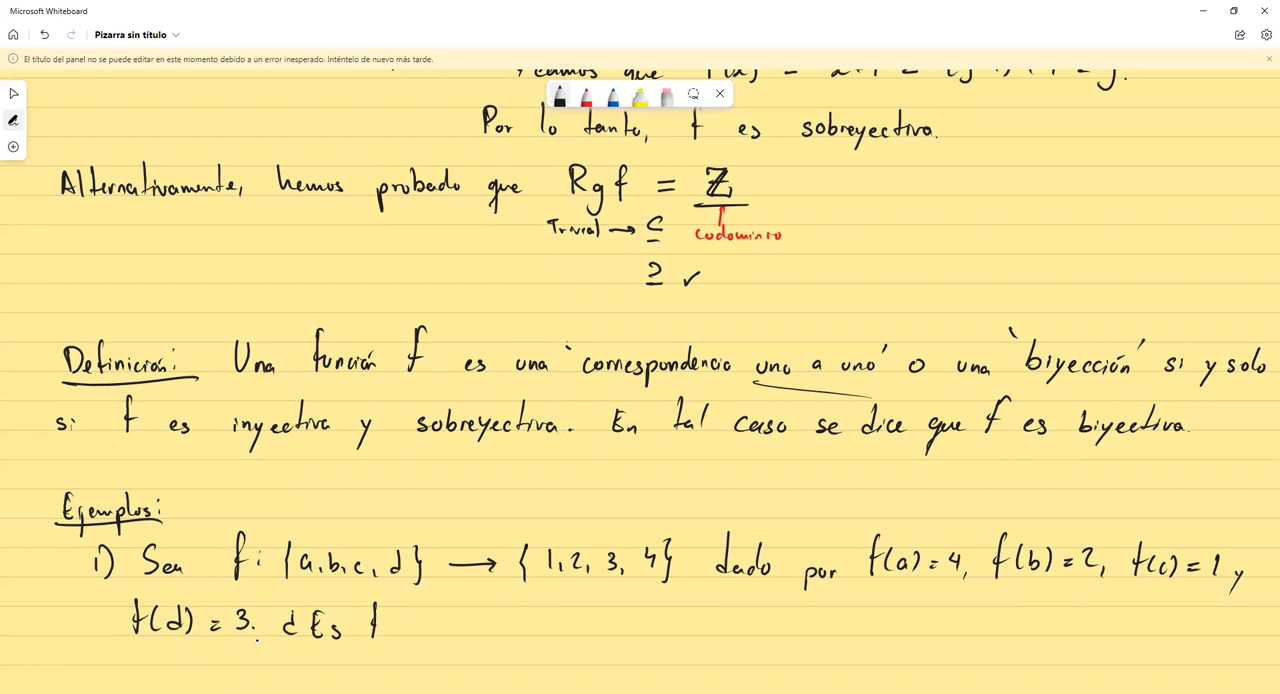 Microsoft Whiteboard
Pizarra sin título
El título del panel no se puede editar en este momento debido a un error inesperado. Inténtelo de nuevo más tarde.
que
Por lo tanto, f es sobreyectiva.
Alternativamente, hemos probado que Rg f = ℤ
Trivial → ⊆ codominio
⊇ ✓
Definición: Una función f es una 'correspondencia uno a uno' o una 'biyección' si y solo
si f es inyectiva y sobreyectiva. En tal caso se dice que f es biyectiva.
Ejemplos:
1) Sea f: {a,b,c,d} → {1,2,3,4} dado por f(a)=4, f(b)=2, f(c)=1 y
f(d) = 3. ¿Es f